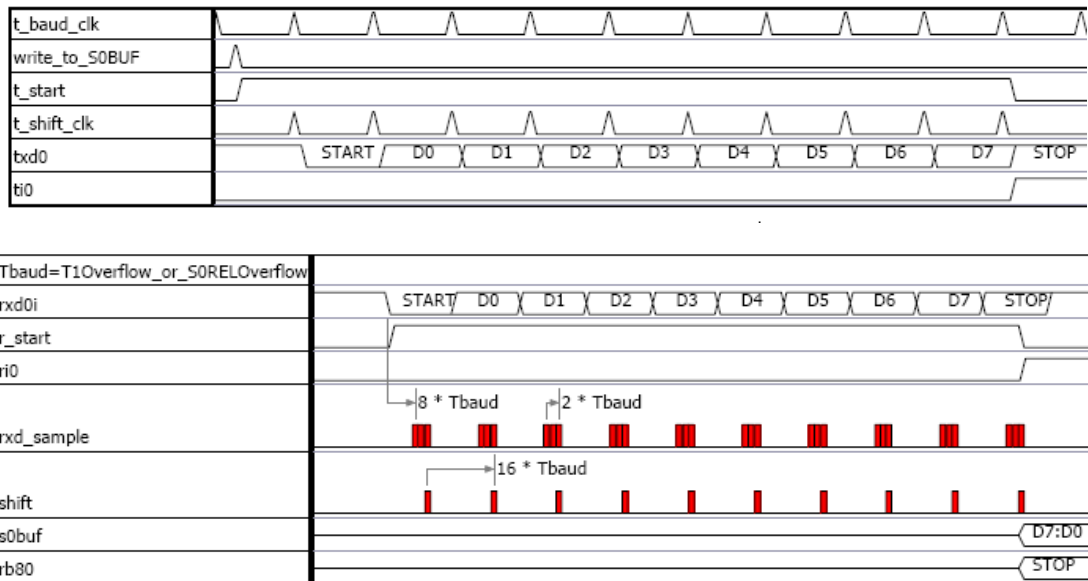 t_baud_clk
write_to_S0BUF
t_start
t_shift_clk
txd0 START D0 D1 D2 D3 D4 D5 D6 D7 STOP
ti0
Tbaud=T1Overflow_or_S0RELOverflow
rxd0i START D0 D1 D2 D3 D4 D5 D6 D7 STOP
r_start
ri0
8 * Tbaud 2 * Tbaud
rxd_sample
16 * Tbaud
shift
s0buf D7:D0
rb80 STOP